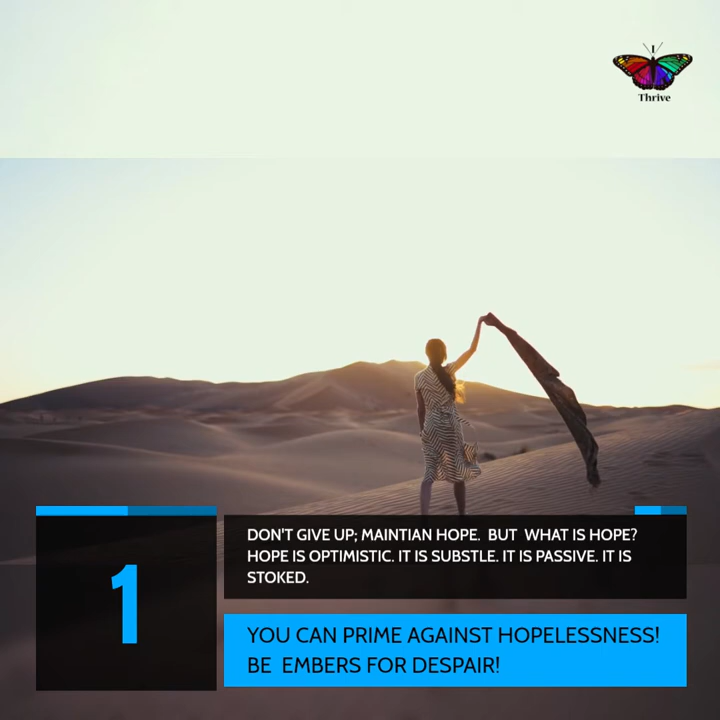 I
Thrive
DON'T GIVE UP; MAINTIAN HOPE. BUT WHAT IS HOPE?
HOPE IS OPTIMISTIC. IT IS SUBSTLE. IT IS PASSIVE. IT IS
STOKED.
1
YOU CAN PRIME AGAINST HOPELESSNESS!
BE EMBERS FOR DESPAIR!